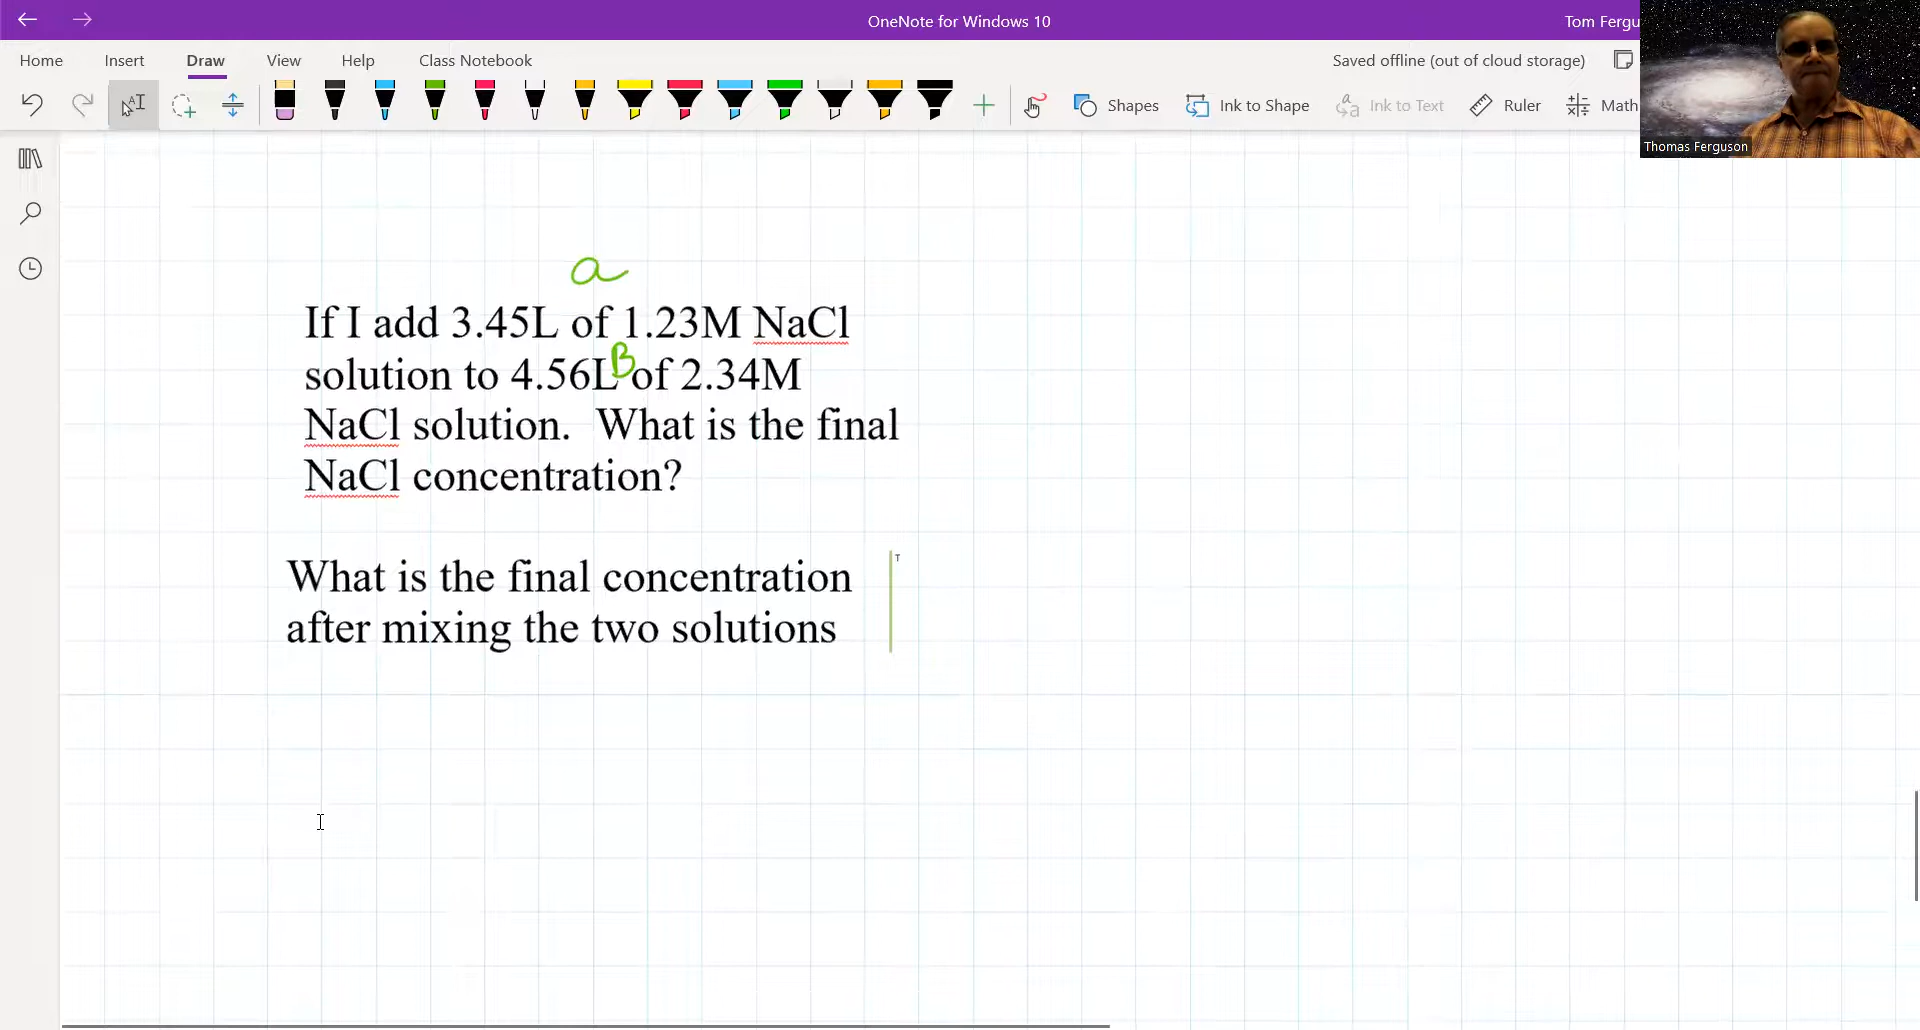 OneNote for Windows 10
Tom Fergu
Home Insert Draw View Help Class Notebook
Saved offline (out of cloud storage)
Shapes Ink to Shape Ink to Text Ruler Math
Thomas Ferguson
a
If I add 3.45L of 1.23M NaCl
B
solution to 4.56L of 2.34M
NaCl solution. What is the final
NaCl concentration?
What is the final concentration
after mixing the two solutions
T